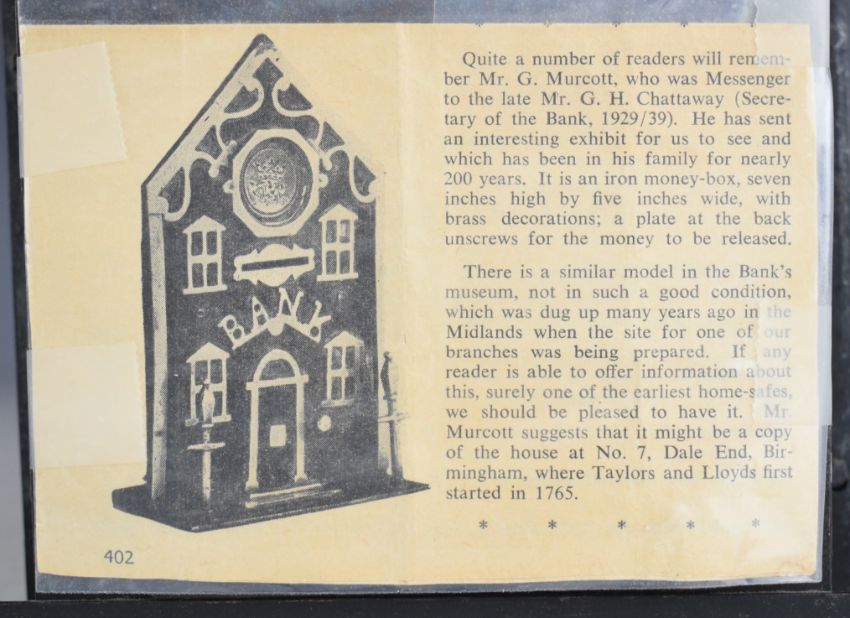 * * * * *
Quite a number of readers will remem-
ber Mr. G. Murcott, who was Messenger
to the late Mr. G. H. Chattaway (Secre-
tary of the Bank, 1929/39). He has sent
an interesting exhibit for us to see and
which has been in his family for nearly
200 years. It is an iron money-box, seven
inches high by five inches wide, with
brass decorations; a plate at the back
unscrews for the money to be released.
There is a similar model in the Bank's
museum, not in such a good condition,
which was dug up many years ago in the
Midlands when the site for one of our
branches was being prepared. If any
reader is able to offer information about
this, surely one of the earliest home-safes,
we should be pleased to have it. Mr.
Murcott suggests that it might be a copy
of the house at No. 7, Dale End, Bir-
mingham, where Taylors and Lloyds first
started in 1765.
* * * * *
BANK
402